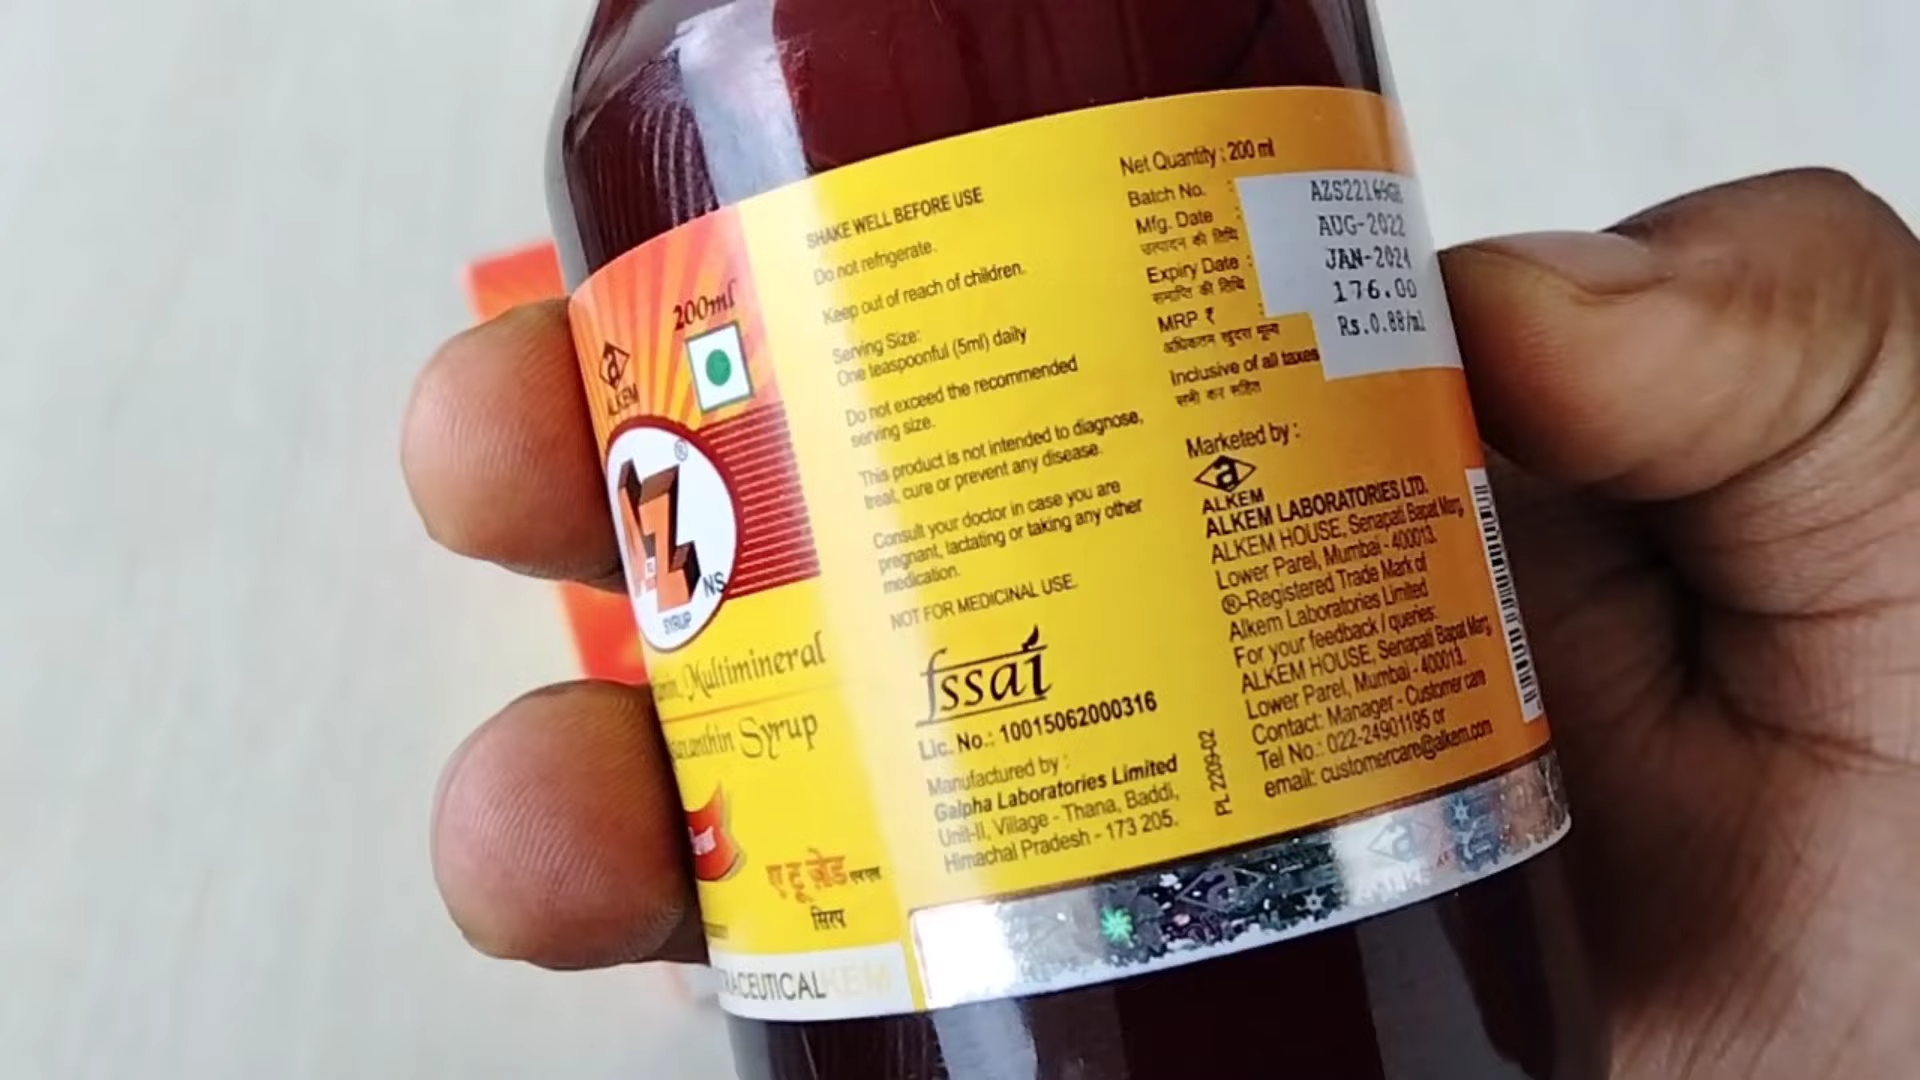 200ml
ALKEM
Z
NS
SYRUP
Multimineral
Syrup
ए टू ज़ेड
सिरप
SHAKE WELL BEFORE USE
Do not refrigerate.
Keep out of reach of children.
Serving Size:
One teaspoonful (5ml) daily
Do not exceed the recommended
serving size.
This product is not intended to diagnose,
treat, cure or prevent any disease.
Consult your doctor in case you are
pregnant, lactating or taking any other
medication.
NOT FOR MEDICINAL USE.
fssai
Lic. No.: 10015062000316
Manufactured by :
Galpha Laboratories Limited
Unit-II, Village - Thana, Baddi,
Himachal Pradesh - 173 205.
PL 2209-02
Net Quantity : 200 ml
Batch No. :
Mfg. Date : AUG-2022
उत्पादन की तिथि
Expiry Date : JAN-2024
समाप्ति की तिथि
MRP ₹ : 176.00
अधिकतम खुदरा मूल्य Rs.0.88/ml
Inclusive of all taxes
सभी कर सहित
Marketed by :
ALKEM
ALKEM LABORATORIES LTD.
ALKEM HOUSE, Senapati Bapat Marg,
Lower Parel, Mumbai - 400013.
®-Registered Trade Mark of
Alkem Laboratories Limited
For your feedback / queries:
ALKEM HOUSE, Senapati Bapat Marg,
Lower Parel, Mumbai - 400013.
Contact: Manager - Customer care
Tel No.: 022-24901195 or
email: customercare@alkem.com